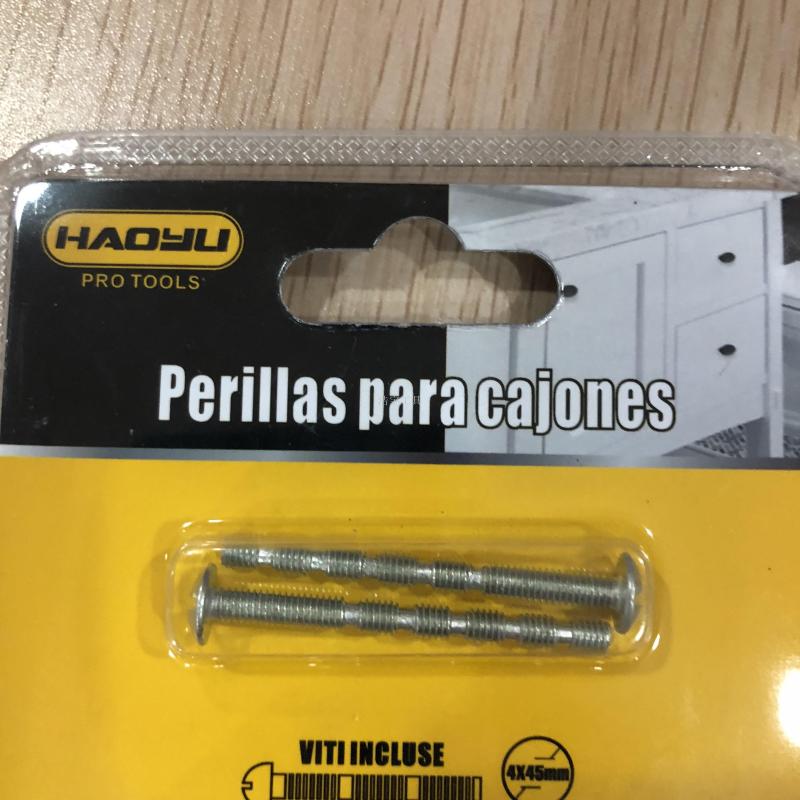 HAOYU
PRO TOOLS
Perillas para cajones
VITI INCLUSE
4X45mm